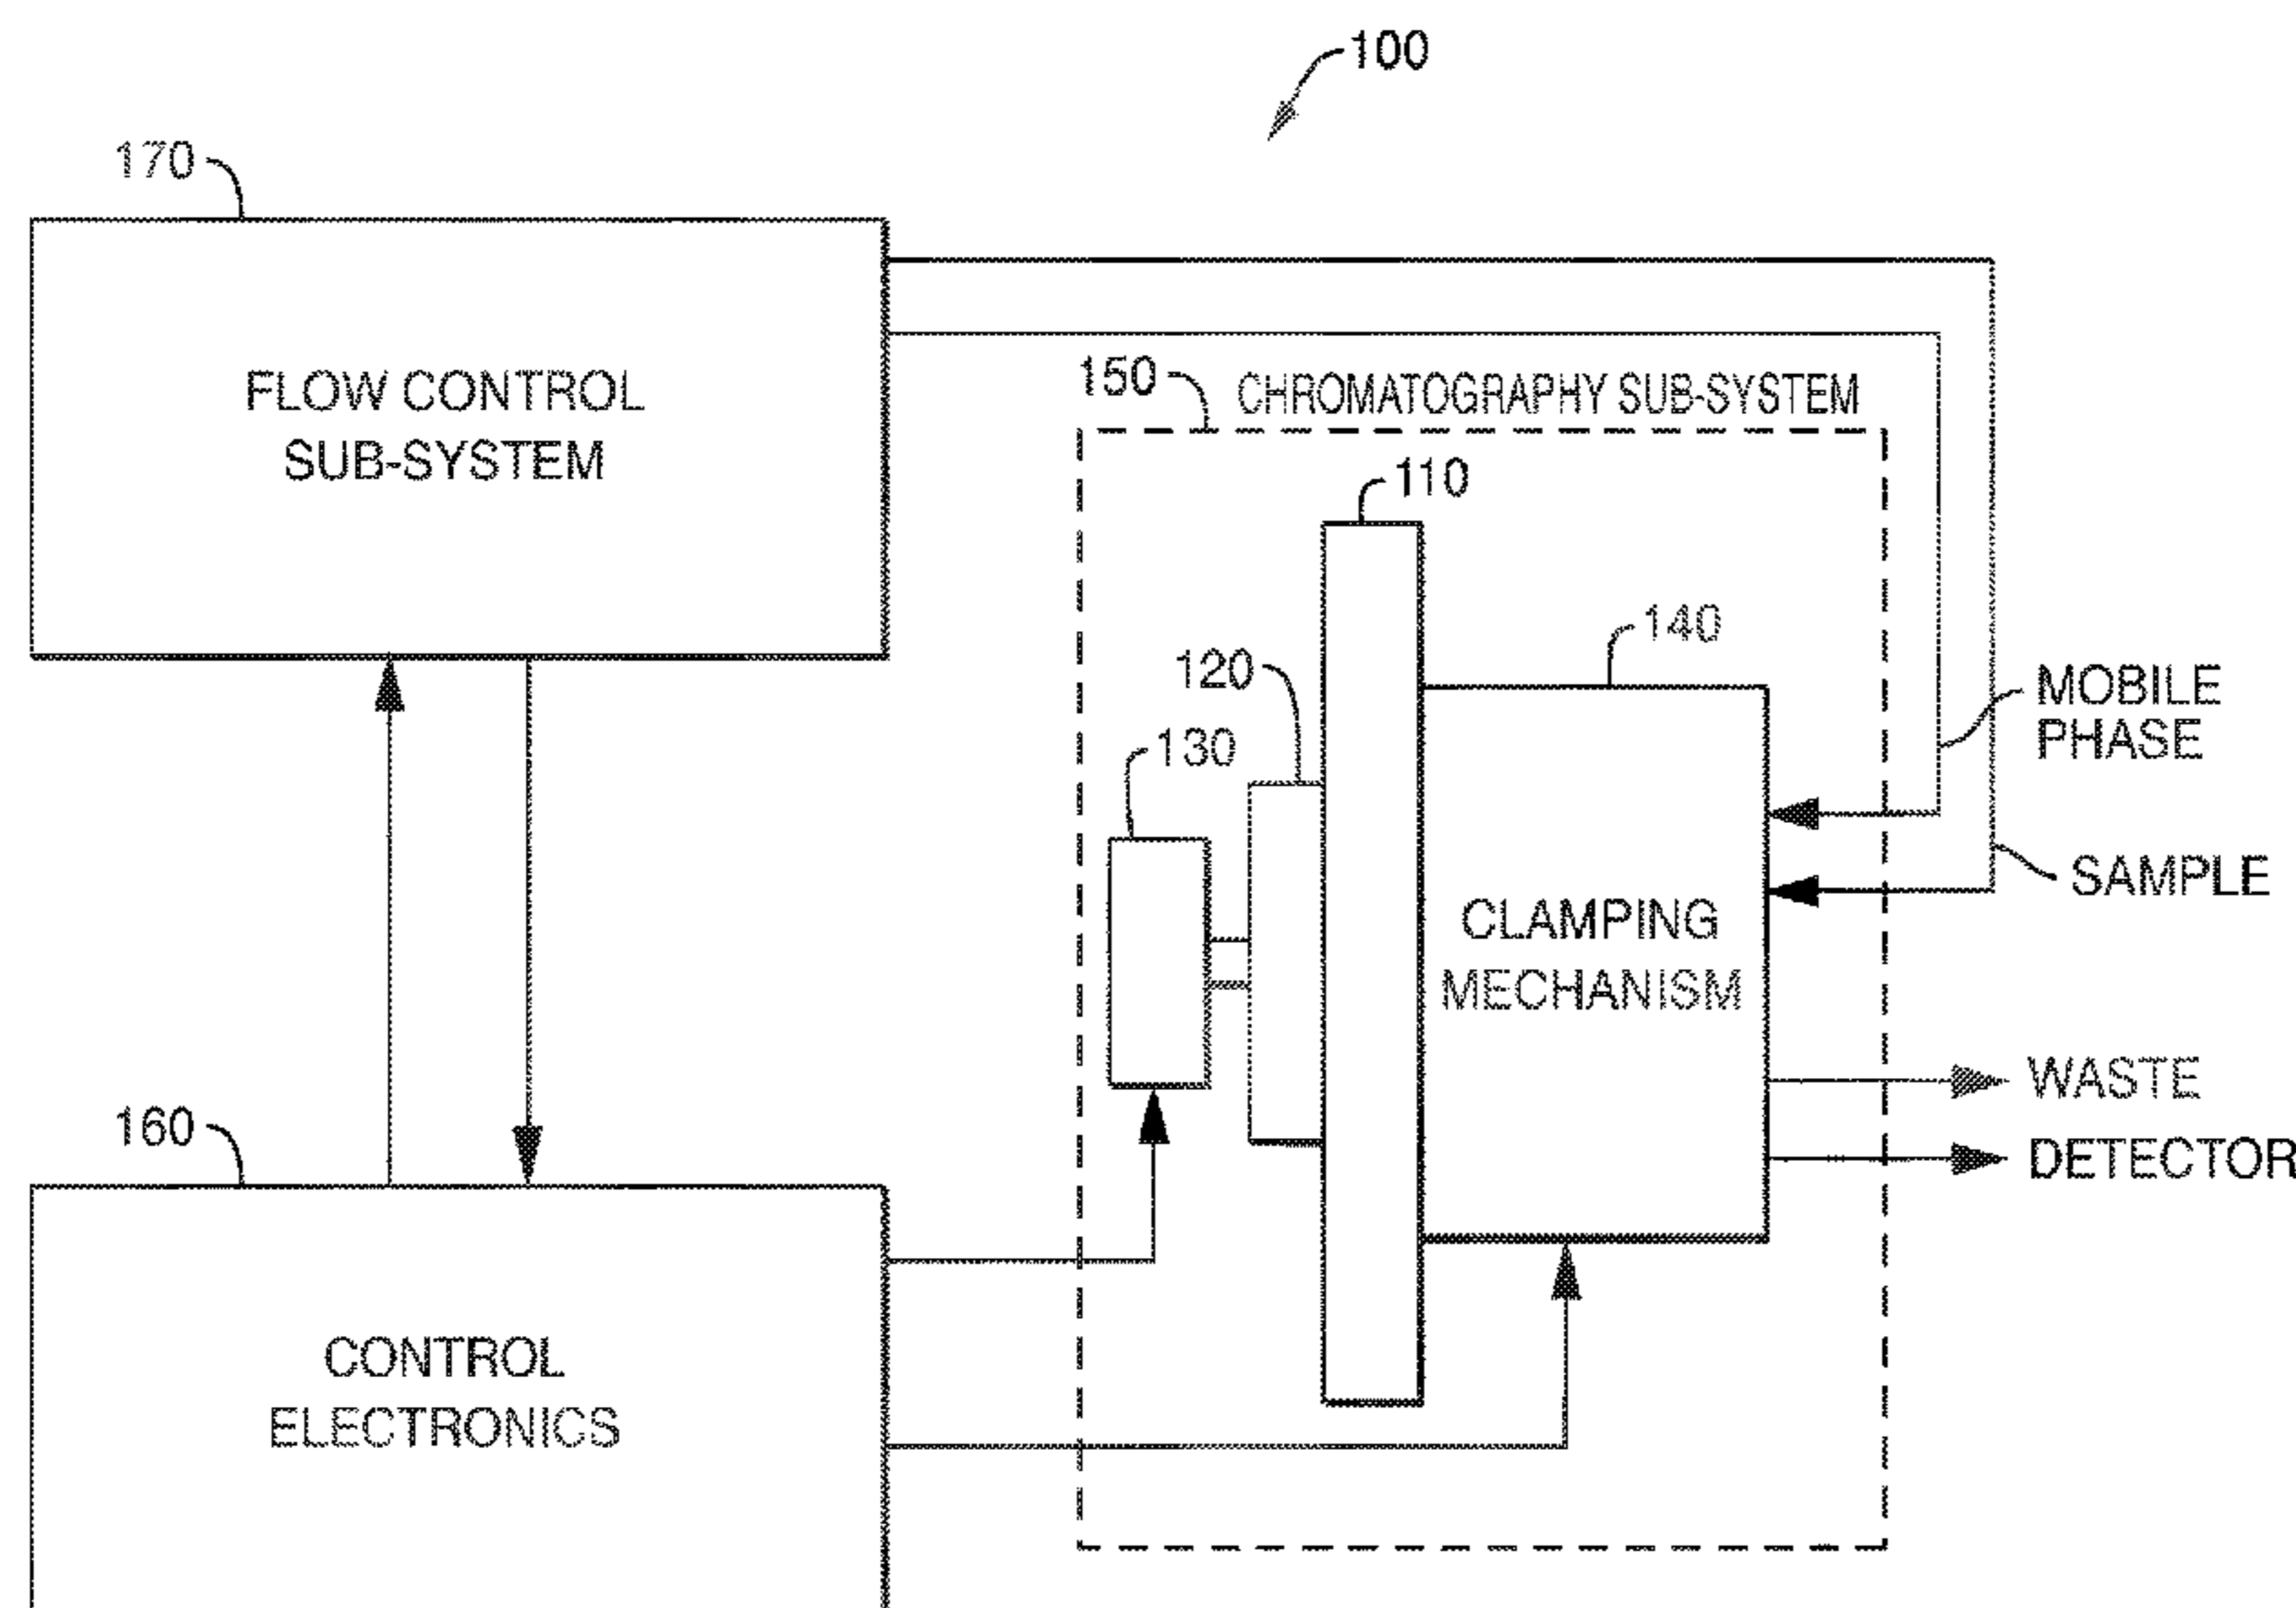 100
170
FLOW CONTROL
SUB-SYSTEM
150
CHROMATOGRAPHY SUB-SYSTEM
110
140
120
130
MOBILE
PHASE
SAMPLE
CLAMPING
MECHANISM
WASTE
DETECTOR
160
CONTROL
ELECTRONICS